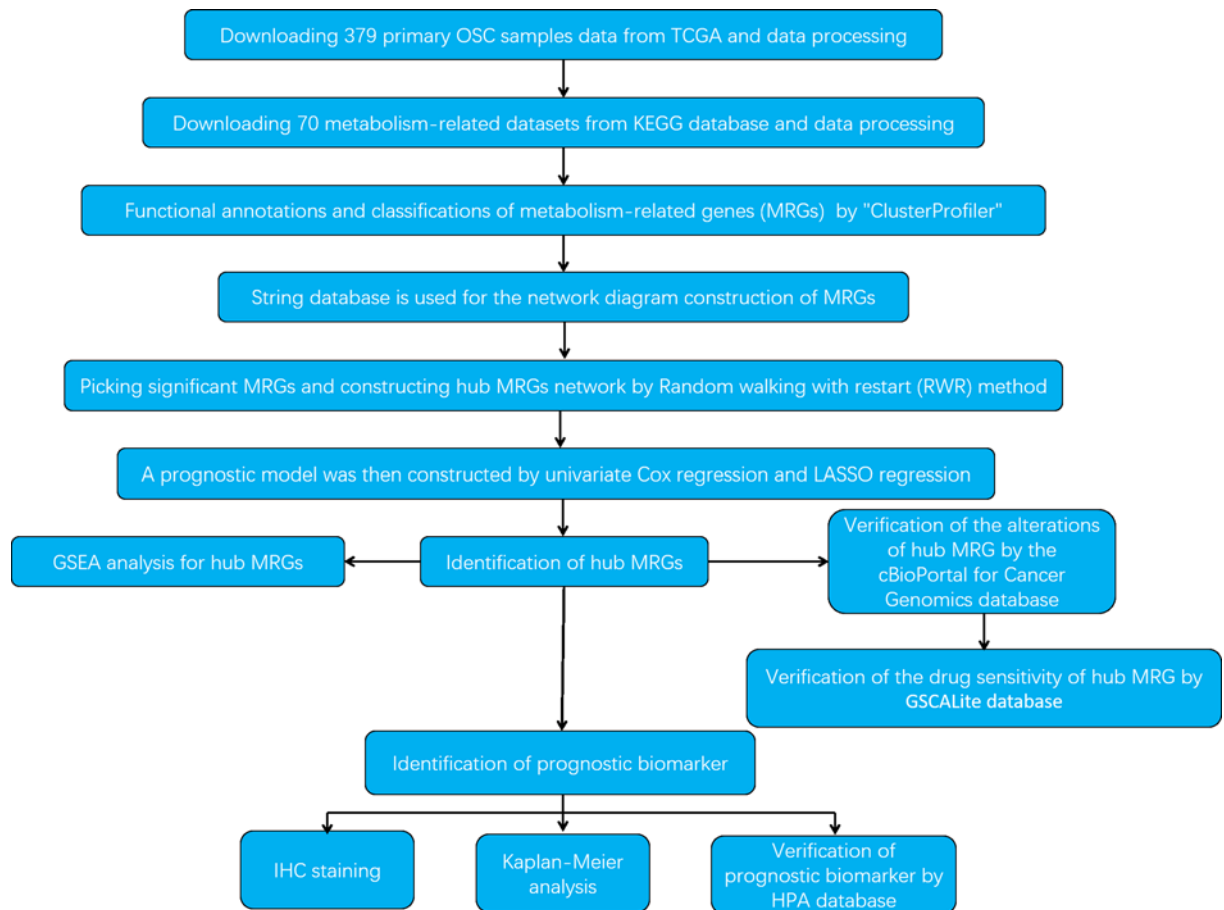 Downloading 379 primary OSC samples data from TCGA and data processing
Downloading 70 metabolism-related datasets from KEGG database and data processing
Functional annotations and classifications of metabolism-related genes (MRGs) by "ClusterProfiler"
String database is used for the network diagram construction of MRGs
Picking significant MRGs and constructing hub MRGs network by Random walking with restart (RWR) method
A prognostic model was then constructed by univariate Cox regression and LASSO regression
GSEA analysis for hub MRGs
Identification of hub MRGs
Verification of the alterations
of hub MRG by the
cBioPortal for Cancer
Genomics database
Verification of the drug sensitivity of hub MRG by
GSCALite database
Identification of prognostic biomarker
IHC staining
Kaplan-Meier
analysis
Verification of
prognostic biomarker by
HPA database